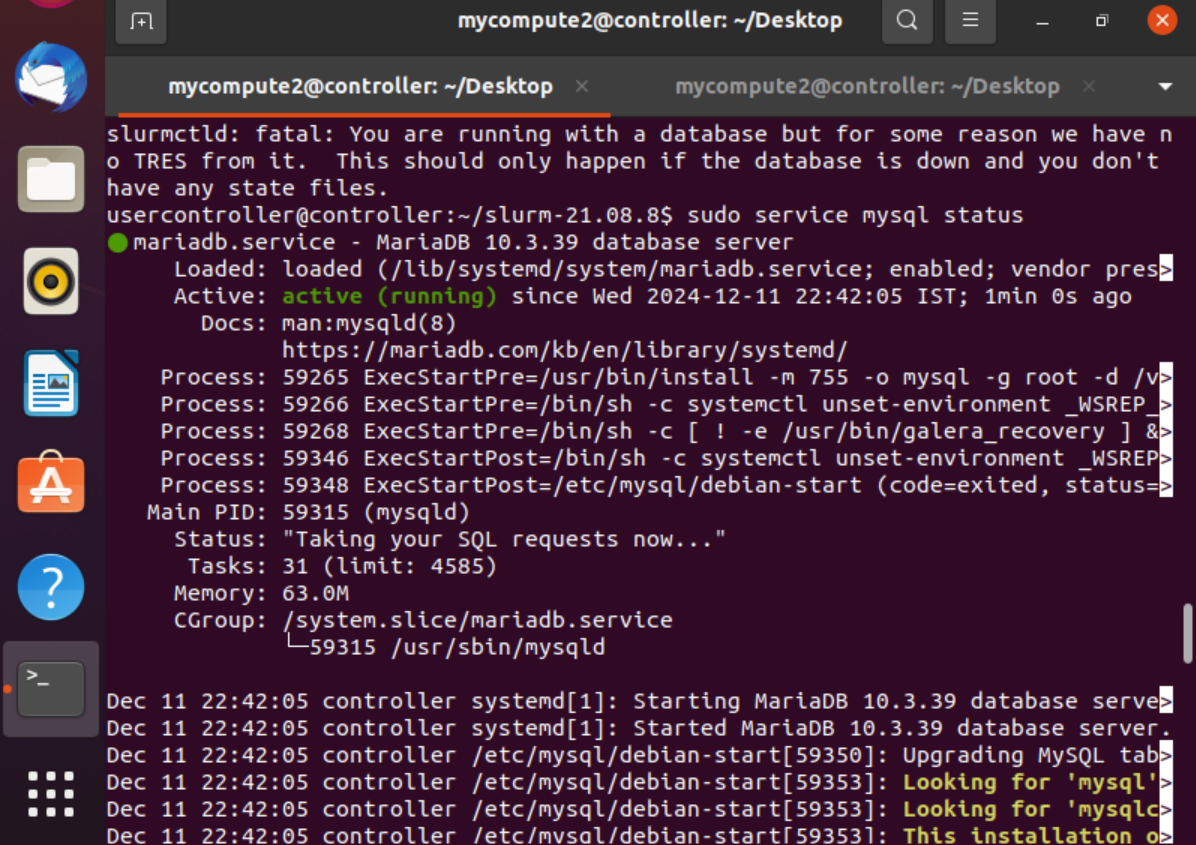 mycompute2@controller: ~/Desktop
mycompute2@controller: ~/Desktop × mycompute2@controller: ~/Desktop ×
slurmctld: fatal: You are running with a database but for some reason we have n
o TRES from it.  This should only happen if the database is down and you don't
have any state files.
usercontroller@controller:~/slurm-21.08.8$ sudo service mysql status
● mariadb.service - MariaDB 10.3.39 database server
     Loaded: loaded (/lib/systemd/system/mariadb.service; enabled; vendor pres>
     Active: active (running) since Wed 2024-12-11 22:42:05 IST; 1min 0s ago
       Docs: man:mysqld(8)
             https://mariadb.com/kb/en/library/systemd/
    Process: 59265 ExecStartPre=/usr/bin/install -m 755 -o mysql -g root -d /v>
    Process: 59266 ExecStartPre=/bin/sh -c systemctl unset-environment _WSREP_>
    Process: 59268 ExecStartPre=/bin/sh -c [ ! -e /usr/bin/galera_recovery ] &>
    Process: 59346 ExecStartPost=/bin/sh -c systemctl unset-environment _WSREP>
    Process: 59348 ExecStartPost=/etc/mysql/debian-start (code=exited, status=>
   Main PID: 59315 (mysqld)
     Status: "Taking your SQL requests now..."
      Tasks: 31 (limit: 4585)
     Memory: 63.0M
     CGroup: /system.slice/mariadb.service
             └─59315 /usr/sbin/mysqld
Dec 11 22:42:05 controller systemd[1]: Starting MariaDB 10.3.39 database serve>
Dec 11 22:42:05 controller systemd[1]: Started MariaDB 10.3.39 database server.
Dec 11 22:42:05 controller /etc/mysql/debian-start[59350]: Upgrading MySQL tab>
Dec 11 22:42:05 controller /etc/mysql/debian-start[59353]: Looking for 'mysql'>
Dec 11 22:42:05 controller /etc/mysql/debian-start[59353]: Looking for 'mysqlc>
Dec 11 22:42:05 controller /etc/mysql/debian-start[59353]: This installation o>